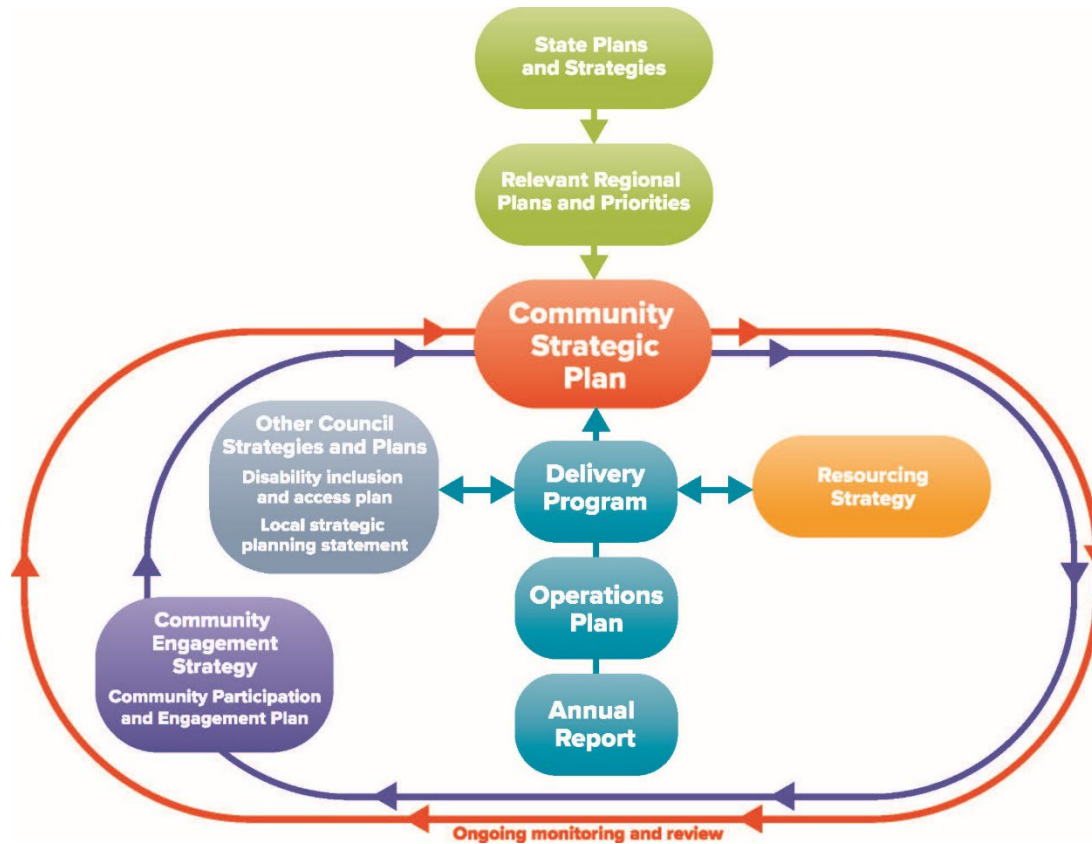 State Plans
and Strategies
Relevant Regional
Plans and Priorities
Community
Strategic
Plan
Other Council
Strategies and Plans
Disability inclusion
and access plan
Local strategic
planning statement
Delivery
Program
Resourcing
Strategy
Operations
Plan
Community
Engagement
Strategy
Community Participation
and Engagement Plan
Annual
Report
Ongoing monitoring and review